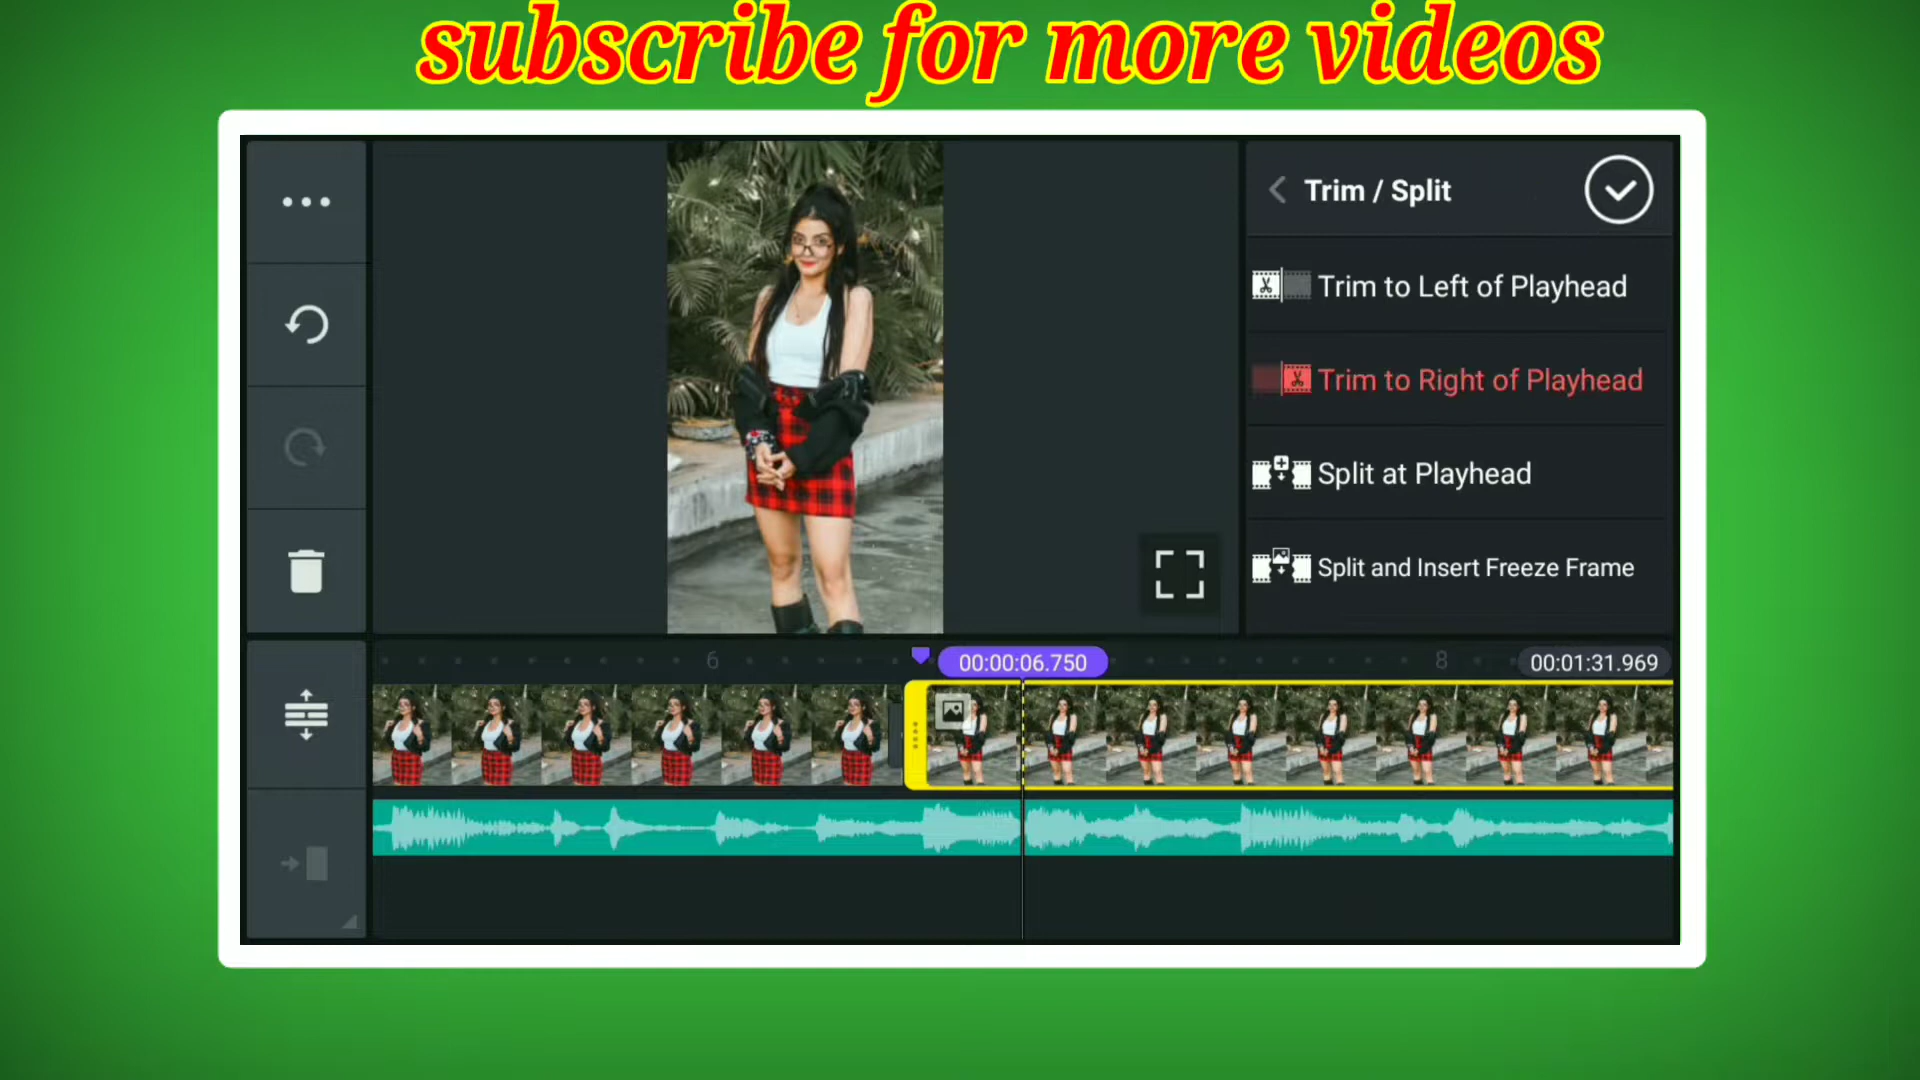 subscribe for more videos
Trim / Split
Trim to Left of Playhead
Trim to Right of Playhead
Split at Playhead
Split and Insert Freeze Frame
6
00:00:06.750
8
00:01:31.969